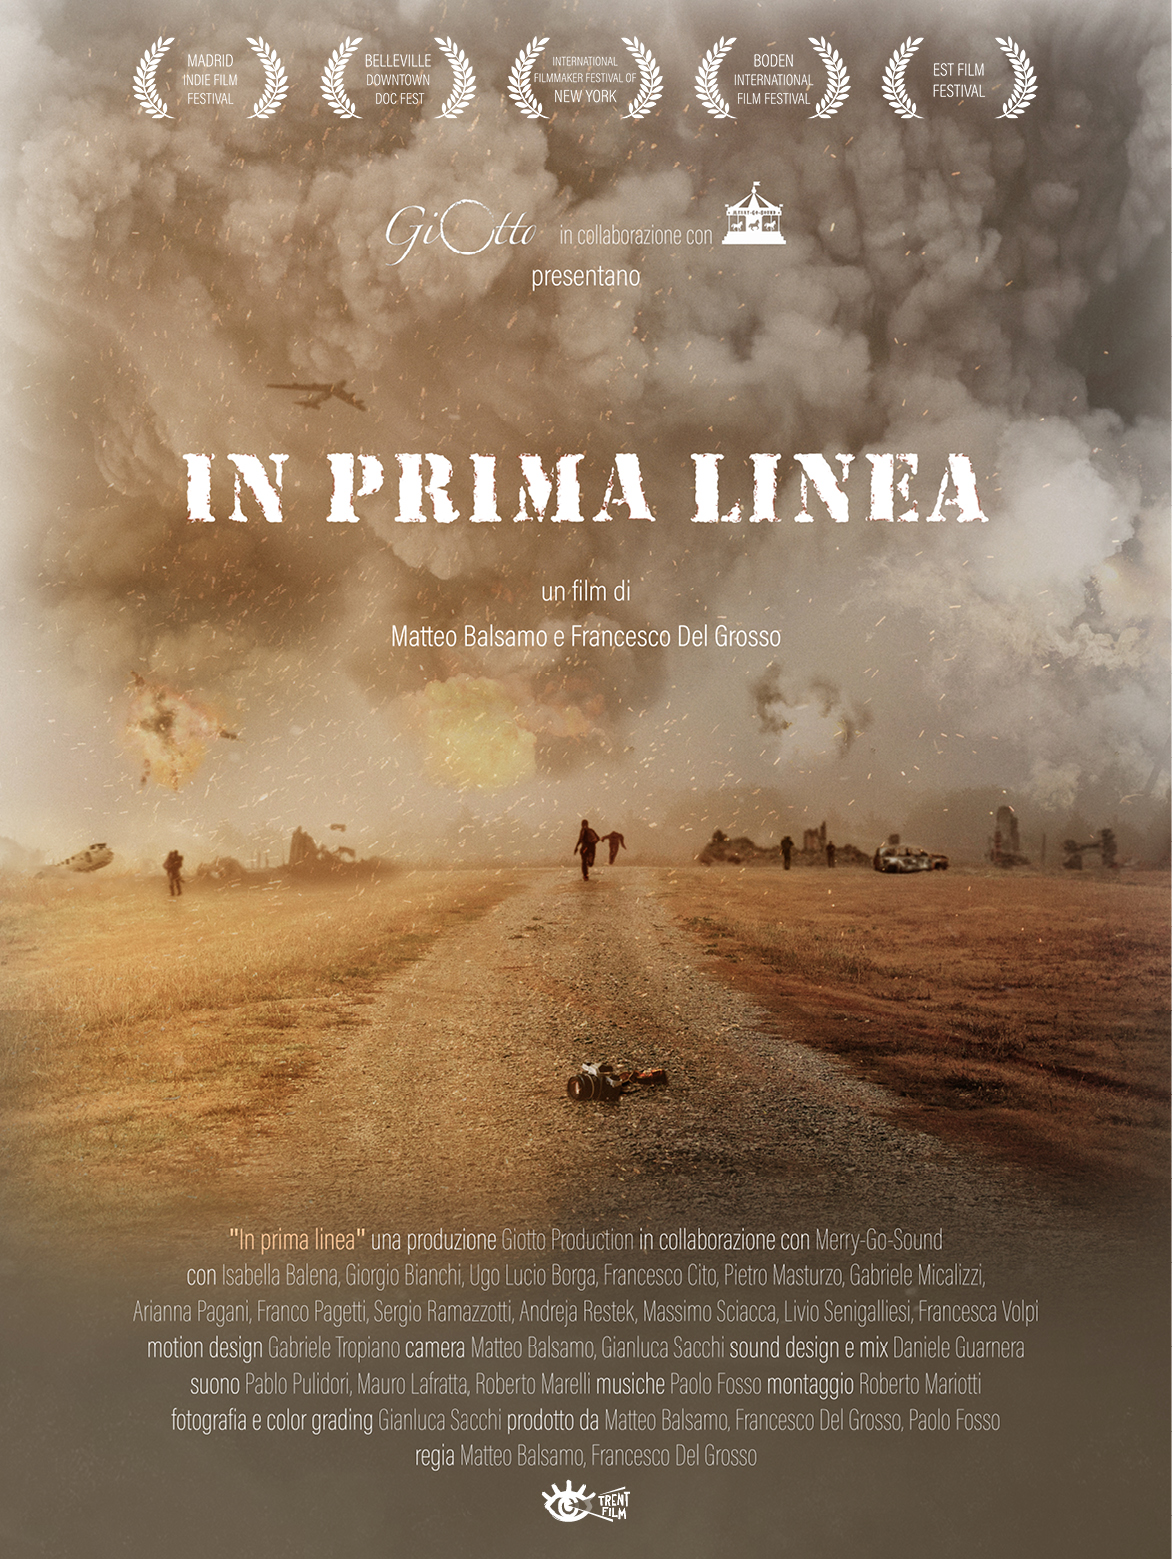 MADRID
INDIE FILM
FESTIVAL
BELLEVILLE
DOWNTOWN
DOC FEST
INTERNATIONAL
FILMMAKER FESTIVAL OF
NEW YORK
BODEN
INTERNATIONAL
FILM FESTIVAL
EST FILM
FESTIVAL
Giotto in collaborazione con MERRY-GO-SOUND
presentano
IN PRIMA LINEA
un film di
Matteo Balsamo e Francesco Del Grosso
"In prima linea" una produzione Giotto Production in collaborazione con Merry-Go-Sound
con Isabella Balena, Giorgio Bianchi, Ugo Lucio Borga, Francesco Cito, Pietro Masturzo, Gabriele Micalizzi,
Arianna Pagani, Franco Pagetti, Sergio Ramazzotti, Andreja Restek, Massimo Sciacca, Livio Senigalliesi, Francesca Volpi
motion design Gabriele Tropiano camera Matteo Balsamo, Gianluca Sacchi sound design e mix Daniele Guarnera
suono Pablo Pulidori, Mauro Lafratta, Roberto Marelli musiche Paolo Fosso montaggio Roberto Mariotti
fotografia e color grading Gianluca Sacchi prodotto da Matteo Balsamo, Francesco Del Grosso, Paolo Fosso
regia Matteo Balsamo, Francesco Del Grosso
TRENT
FILM